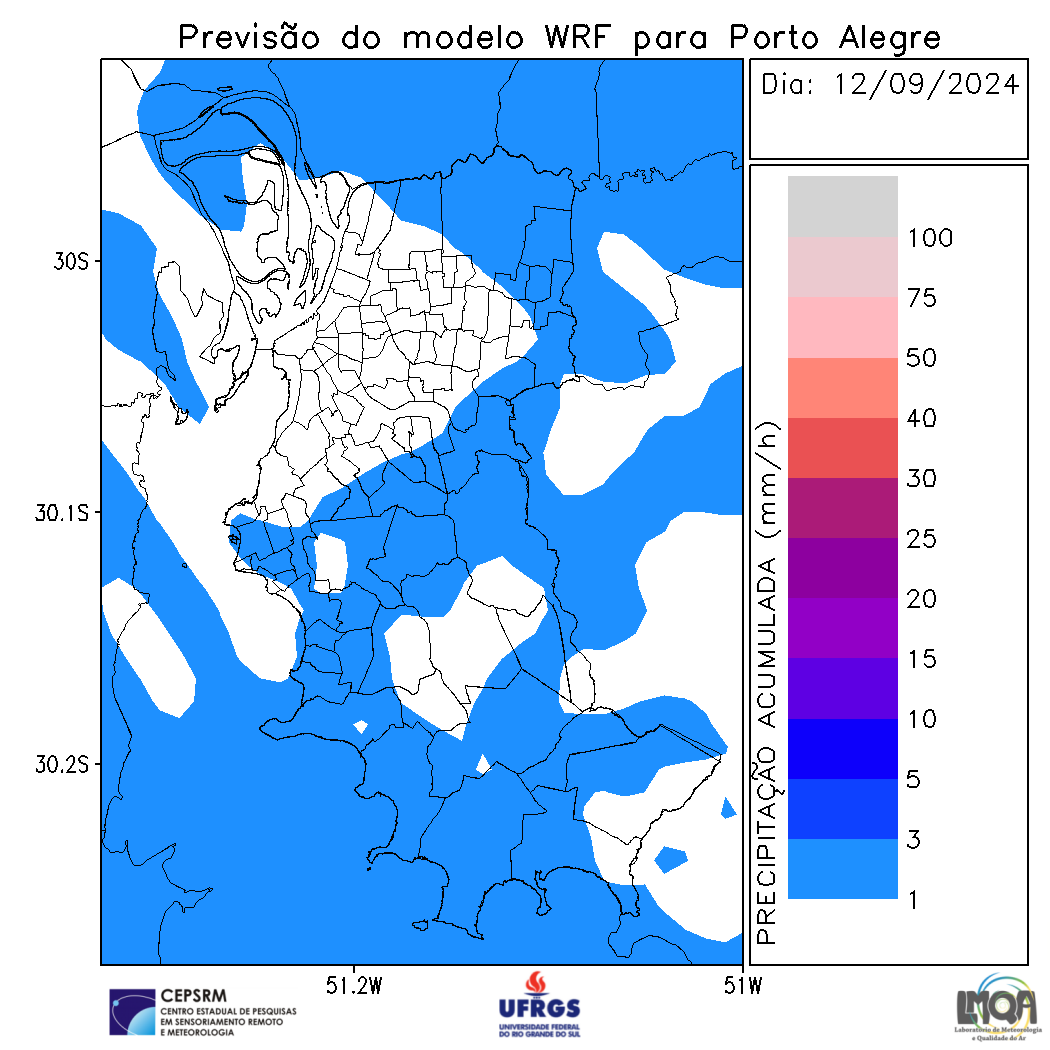 Previsão do modelo WRF para Porto Alegre
Dia: 12/09/2024
30S
30.1S
30.2S
51.2W
51W
100
75
50
40
30
25
20
15
10
5
3
1
PRECIPITAÇÃO ACUMULADA (mm/h)
CEPSRM
CENTRO ESTADUAL DE PESQUISAS
EM SENSORIAMENTO REMOTO
E METEOROLOGIA
UFRGS
UNIVERSIDADE FEDERAL
DO RIO GRANDE DO SUL
LMQA
Laboratório de Meteorologia
e Qualidade do Ar